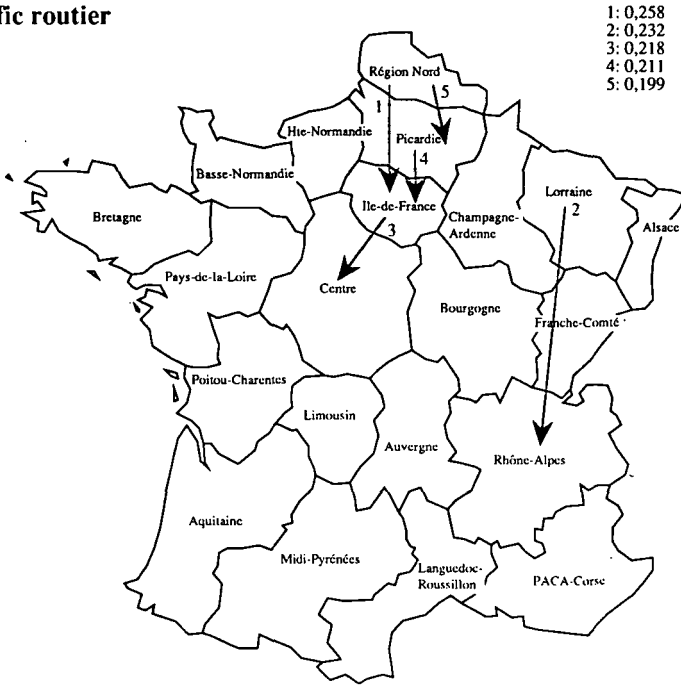 fic routier
1: 0,258
2: 0,232
3: 0,218
4: 0,211
5: 0,199
Région Nord
1
5
Hte-Normandie
Picardie
4
Basse-Normandie
Ile-de-France
Lorraine
2
Bretagne
Champagne-
Ardenne
Alsace
3
Pays-de-la-Loire
Centre
Bourgogne
Franche-Comté
Poitou-Charentes
Limousin
Auvergne
Rhône-Alpes
Aquitaine
Midi-Pyrénées
Languedoc-
Roussillon
PACA-Corse